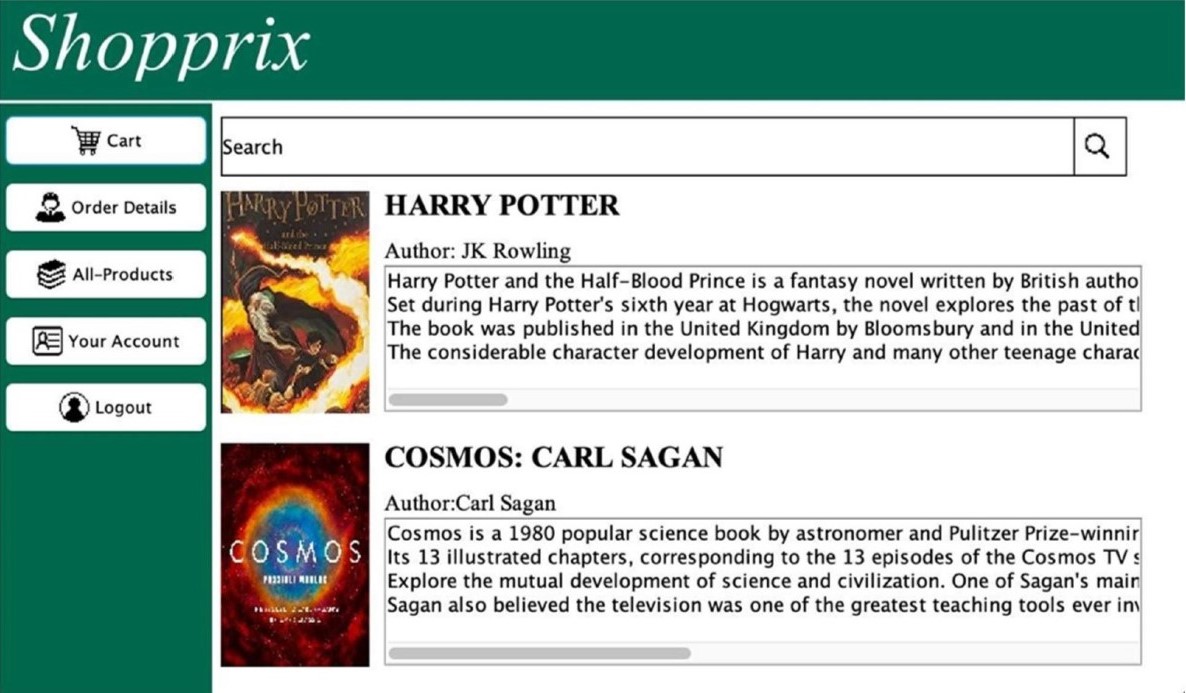 Shopprix
Cart
Order Details
All-Products
Your Account
Logout
Search
HARRY POTTER
and the
Half-Blood Prince
HARRY POTTER
Author: JK Rowling
Harry Potter and the Half-Blood Prince is a fantasy novel written by British autho
Set during Harry Potter's sixth year at Hogwarts, the novel explores the past of t
The book was published in the United Kingdom by Bloomsbury and in the United
The considerable character development of Harry and many other teenage charac
COSMOS
POSSIBLE WORLDS
COSMOS: CARL SAGAN
Author:Carl Sagan
Cosmos is a 1980 popular science book by astronomer and Pulitzer Prize-winnin
Its 13 illustrated chapters, corresponding to the 13 episodes of the Cosmos TV s
Explore the mutual development of science and civilization. One of Sagan's main
Sagan also believed the television was one of the greatest teaching tools ever inv